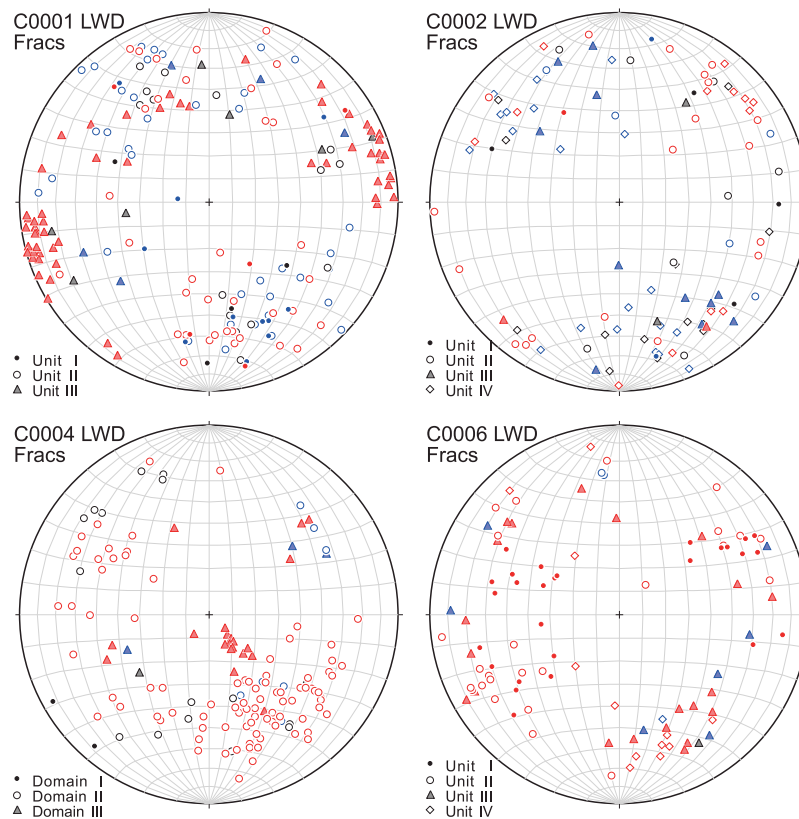 C0001 LWD
Fracs
Unit I
Unit II
Unit III
C0002 LWD
Fracs
Unit I
Unit II
Unit III
Unit IV
C0004 LWD
Fracs
Domain I
Domain II
Domain III
C0006 LWD
Fracs
Unit I
Unit II
Unit III
Unit IV